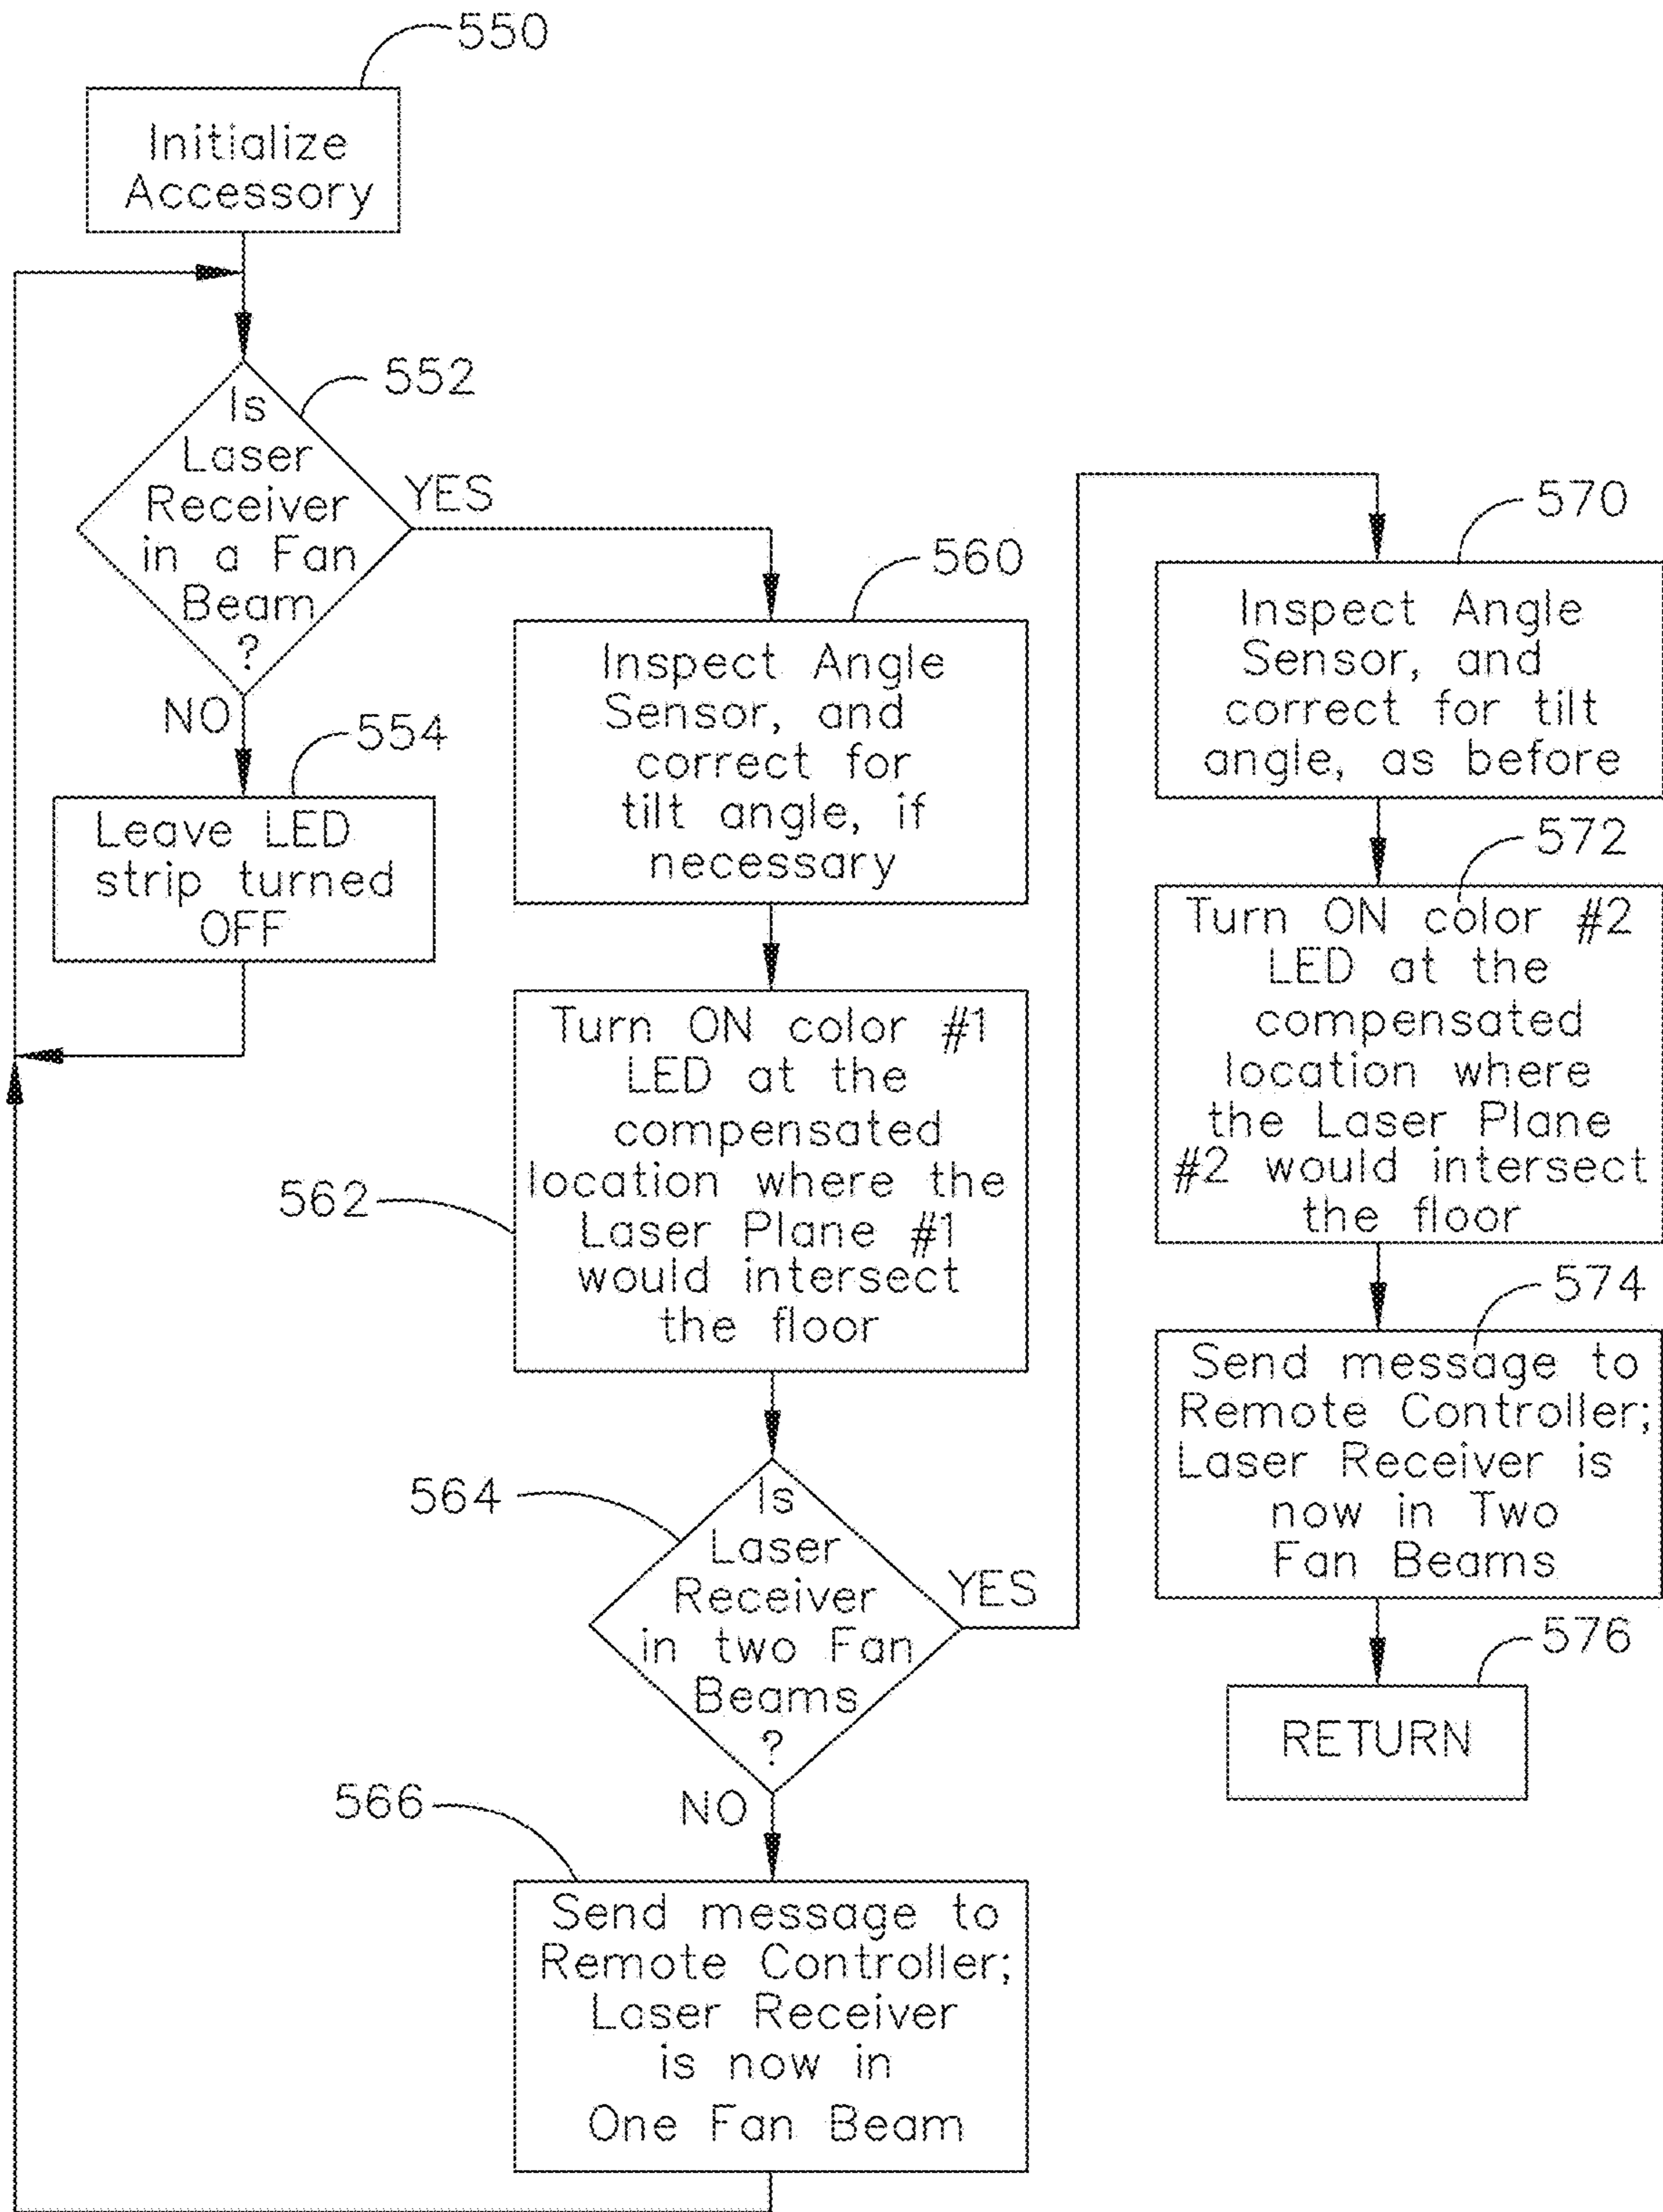 550
Initialize
Accessory
552
Is
Laser
Receiver
in a Fan
Beam
?
YES
NO
554
Leave LED
strip turned
OFF
560
Inspect Angle
Sensor, and
correct for
tilt angle, if
necessary
562
Turn ON color #1
LED at the
compensated
location where the
Laser Plane #1
would intersect
the floor
564
Is
Laser
Receiver
in two Fan
Beams
?
YES
NO
566
Send message to
Remote Controller;
Laser Receiver
is now in
One Fan Beam
570
Inspect Angle
Sensor, and
correct for tilt
angle, as before
572
Turn ON color #2
LED at the
compensated
location where
the Laser Plane
#2 would intersect
the floor
574
Send message to
Remote Controller;
Laser Receiver is
now in Two
Fan Beams
576
RETURN